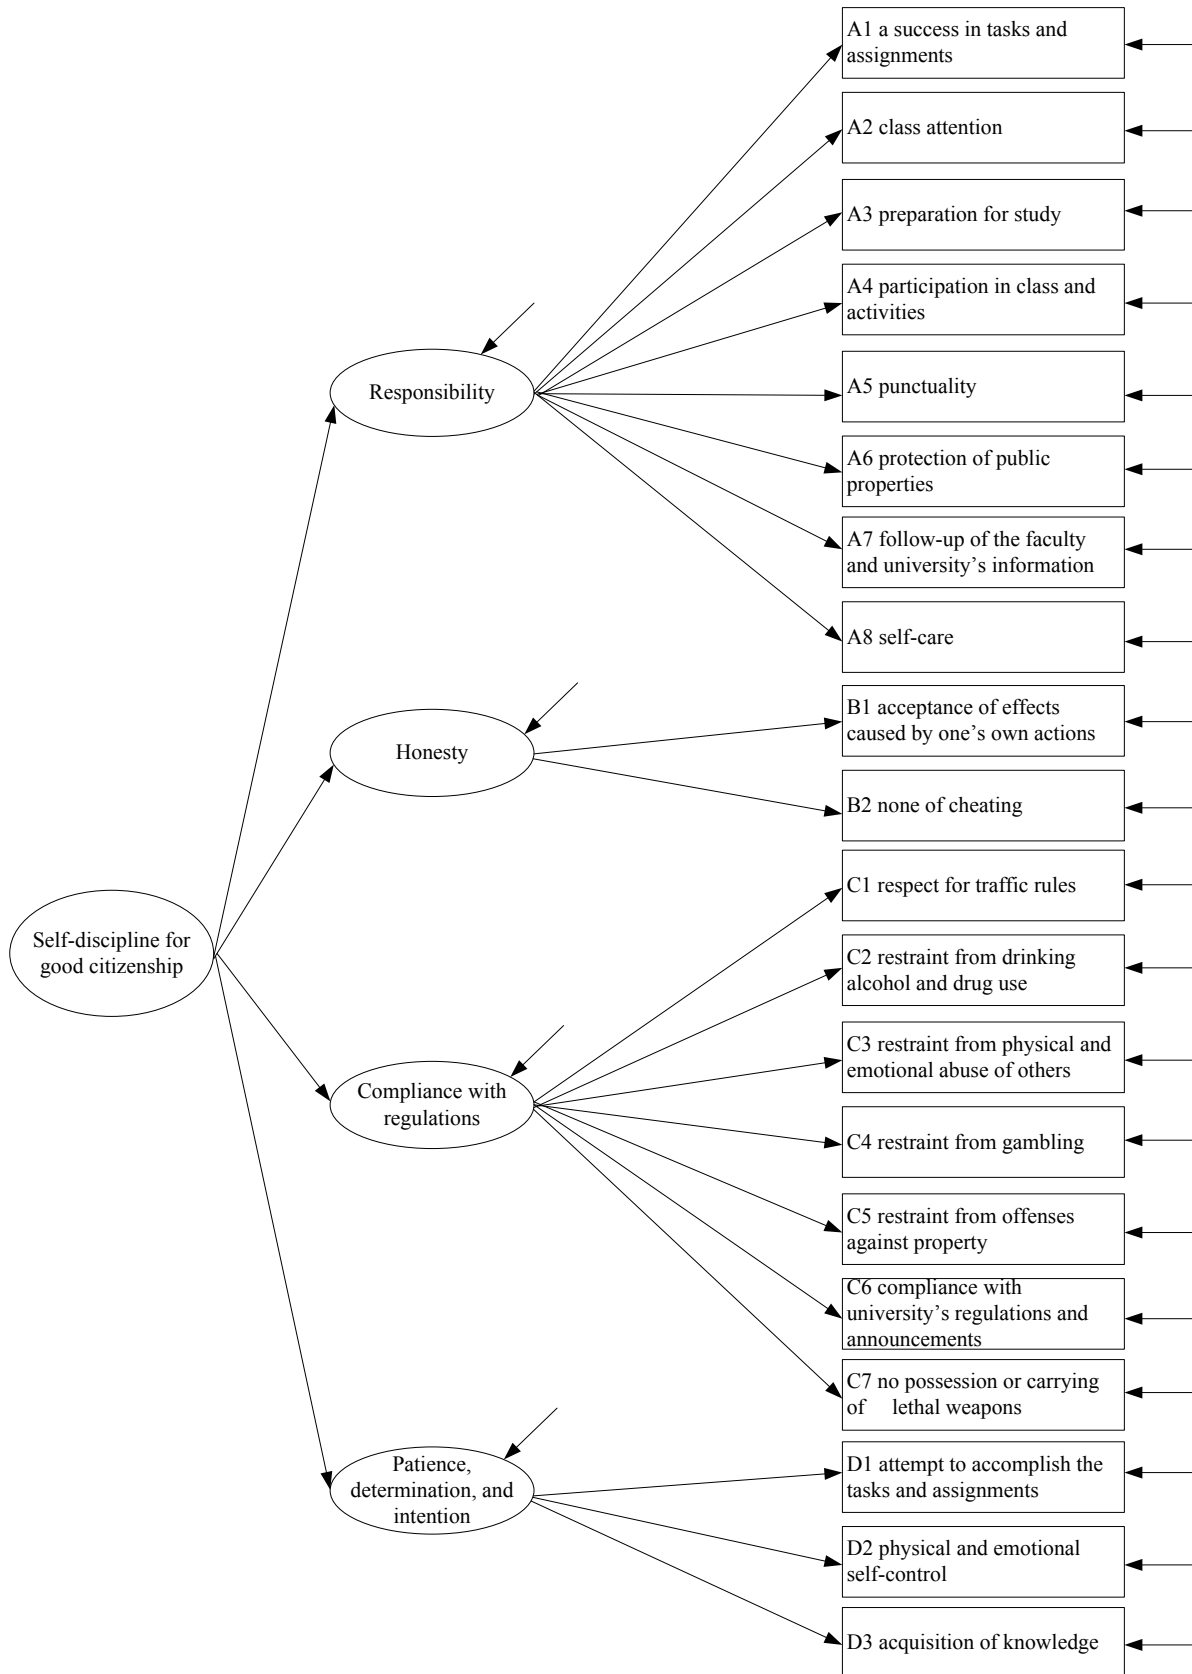 A1 a success in tasks and
assignments
A2 class attention
A3 preparation for study
A4 participation in class and
activities
Responsibility
A5 punctuality
A6 protection of public
properties
A7 follow-up of the faculty
and university’s information
A8 self-care
Honesty
B1 acceptance of effects
caused by one’s own actions
B2 none of cheating
Self-discipline for
good citizenship
C1 respect for traffic rules
C2 restraint from drinking
alcohol and drug use
C3 restraint from physical and
emotional abuse of others
Compliance with
regulations
C4 restraint from gambling
C5 restraint from offenses
against property
C6 compliance with
university’s regulations and
announcements
C7 no possession or carrying
of lethal weapons
Patience,
determination, and
intention
D1 attempt to accomplish the
tasks and assignments
D2 physical and emotional
self-control
D3 acquisition of knowledge